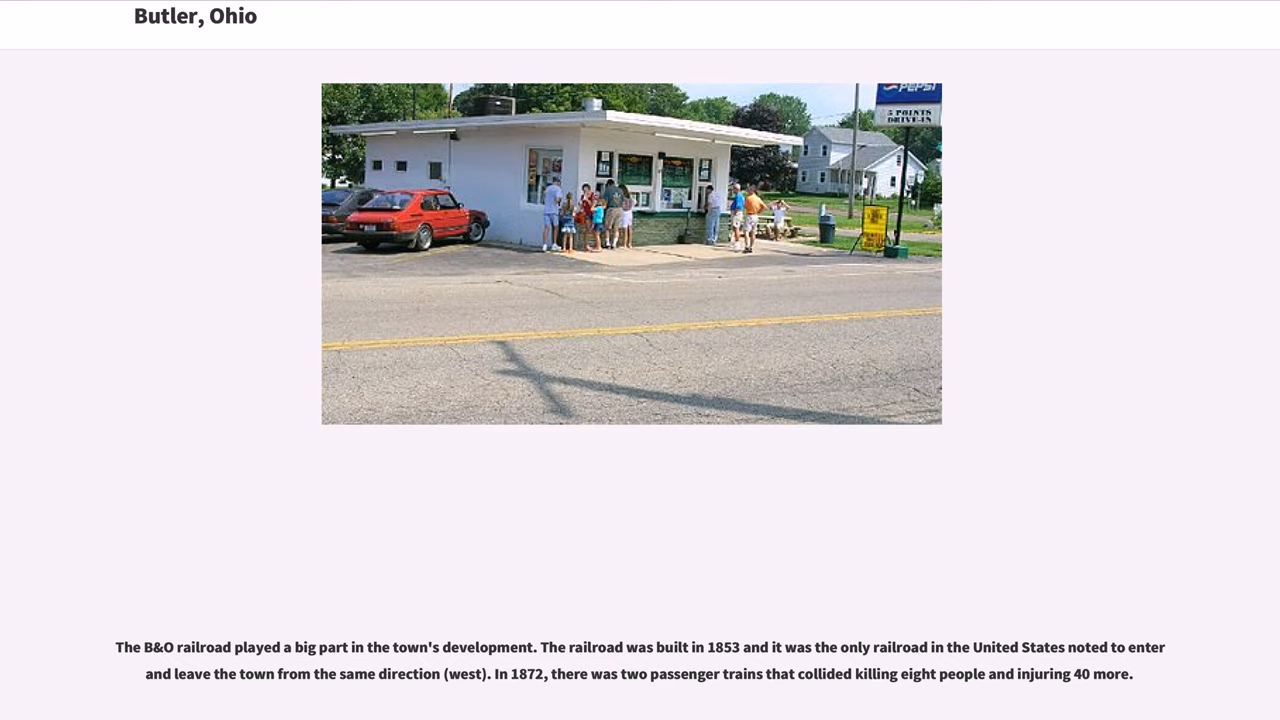 Butler, Ohio
PEPSI
5 POINTS
DRIVE-IN
The B&O railroad played a big part in the town's development. The railroad was built in 1853 and it was the only railroad in the United States noted to enter
and leave the town from the same direction (west). In 1872, there was two passenger trains that collided killing eight people and injuring 40 more.